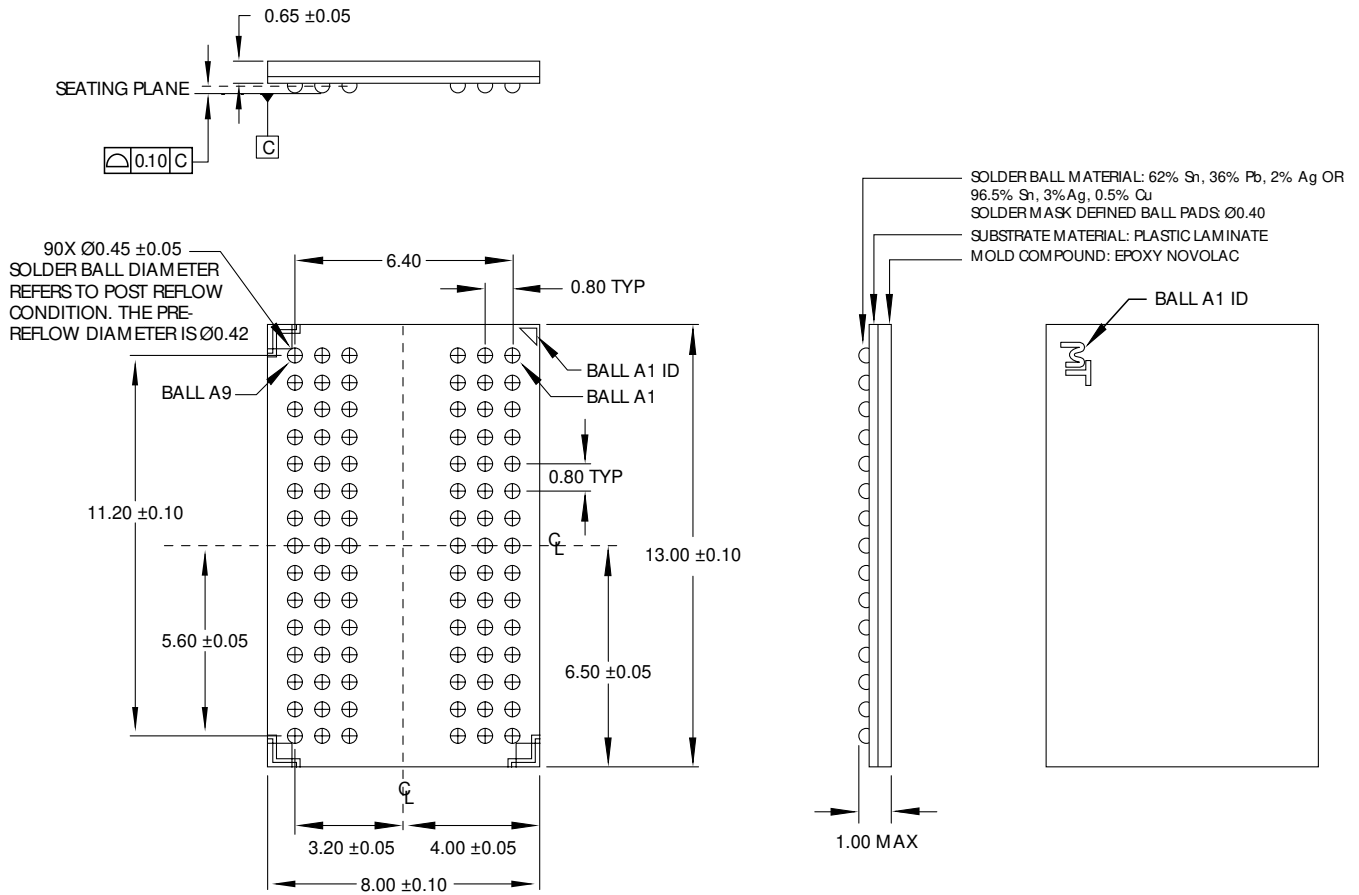 0.65 ±0.05
SEATING PLANE
C
0.10 C
SOLDER BALL MATERIAL: 62% Sn, 36% Pb, 2% Ag OR
96.5% Sn, 3%Ag, 0.5% Cu
SOLDER MASK DEFINED BALL PADS: Ø0.40
SUBSTRATE MATERIAL: PLASTIC LAMINATE
MOLD COMPOUND: EPOXY NOVOLAC
90X Ø0.45 ±0.05
SOLDER BALL DIAMETER
REFERS TO POST REFLOW
CONDITION. THE PRE-
REFLOW DIAMETER IS Ø0.42
6.40
0.80 TYP
BALL A1 ID
BALL A9
BALL A1 ID
BALL A1
0.80 TYP
11.20 ±0.10
CL
13.00 ±0.10
5.60 ±0.05
6.50 ±0.05
CL
3.20 ±0.05
4.00 ±0.05
8.00 ±0.10
1.00 MAX